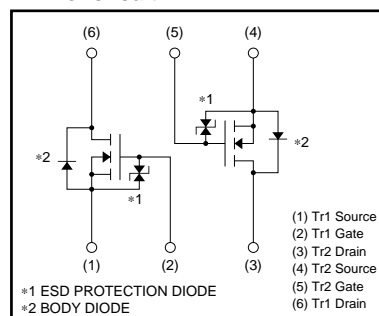 (6) (5) (4)
*1
*2
*2
*1
(1) (2) (3)
(1) Tr1 Source
(2) Tr1 Gate
(3) Tr2 Drain
(4) Tr2 Source
(5) Tr2 Gate
(6) Tr1 Drain
*1 ESD PROTECTION DIODE
*2 BODY DIODE